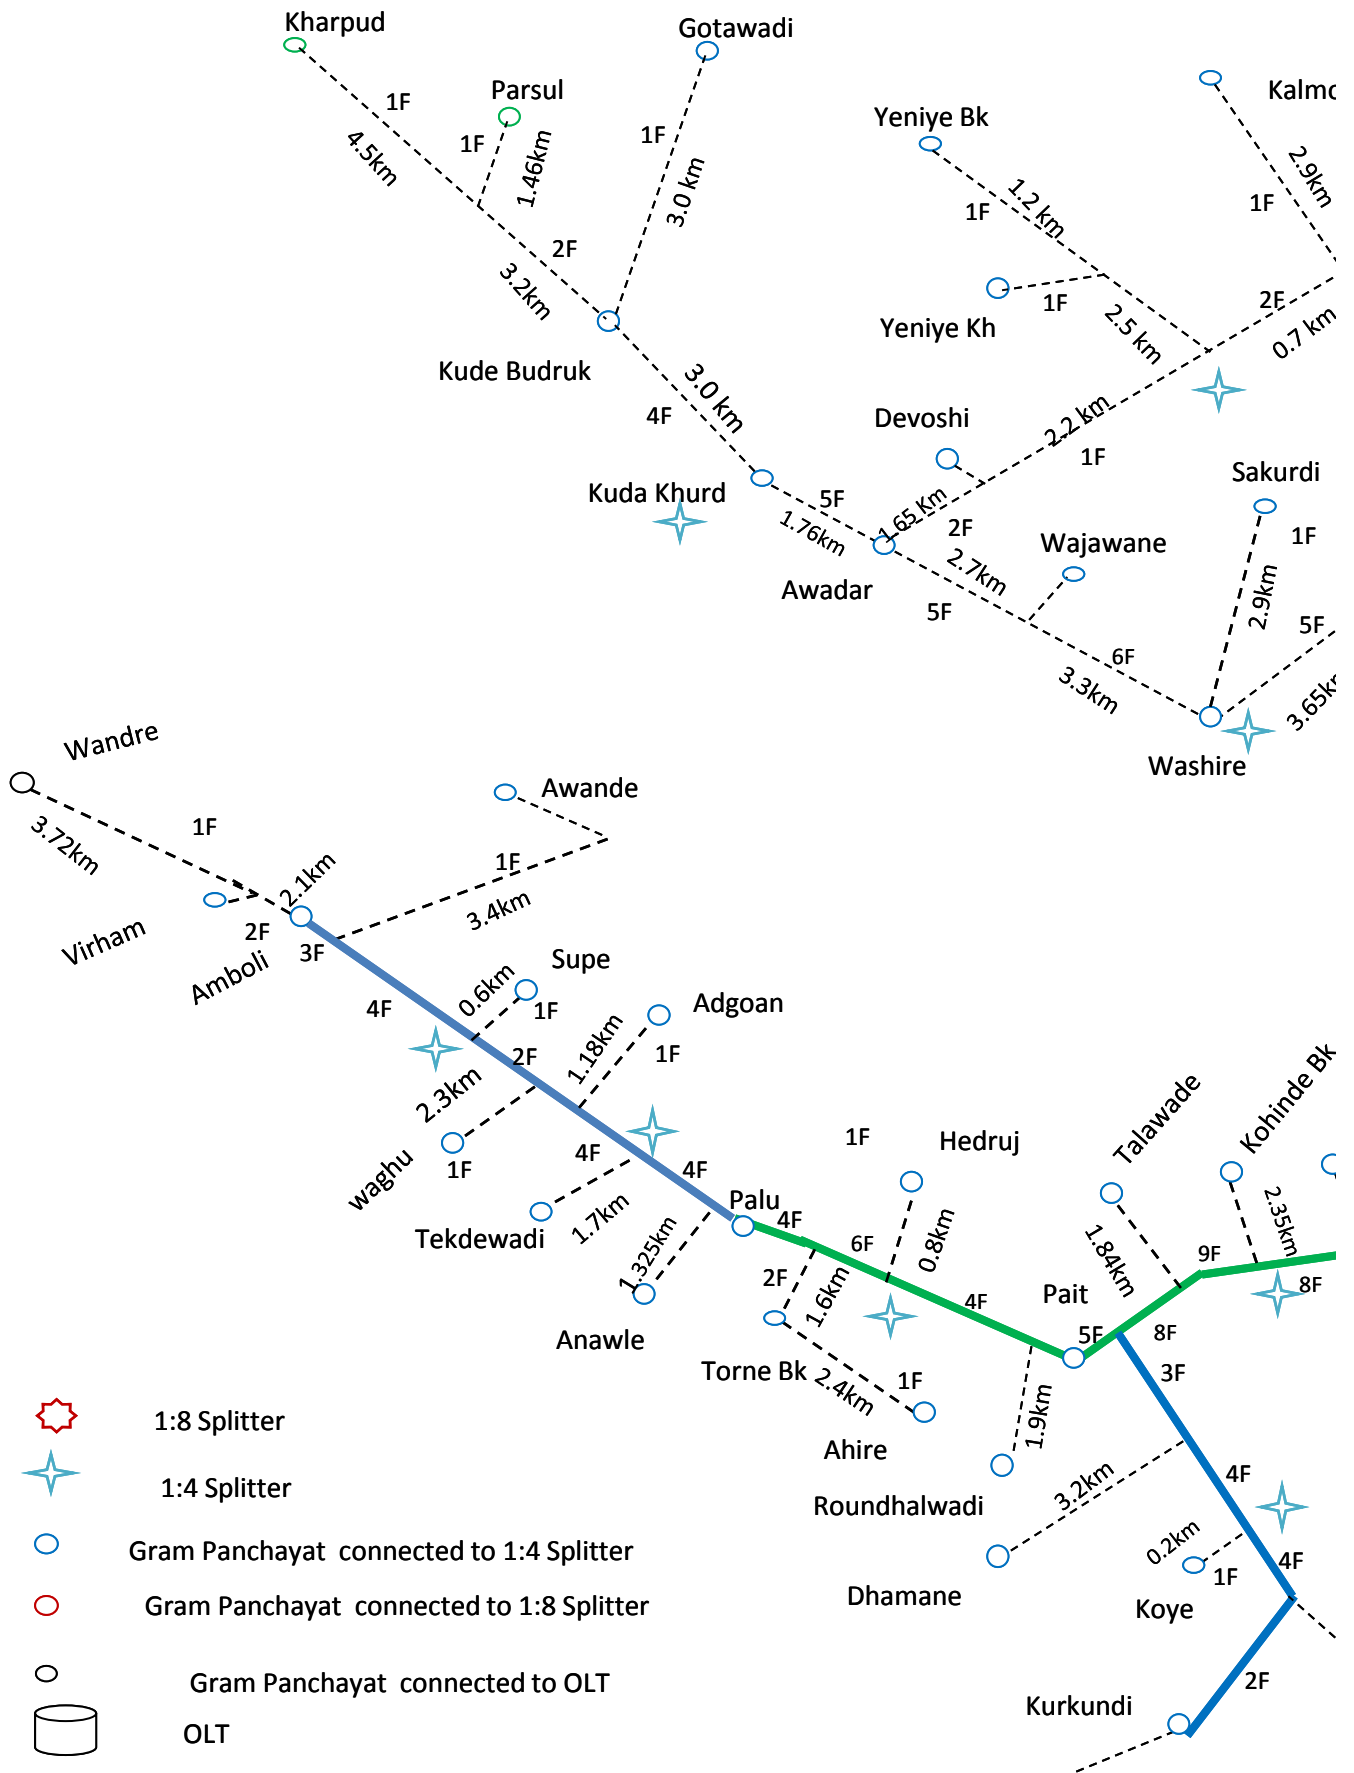 Kharpud
Gotawadi
1F
Parsul
Kalmo
1F
1F
Yeniye Bk
4.5km
1.46km
3.0 km
2.9km
1.2 km
1F
1F
2F
3.2km
1F
2F
Yeniye Kh
2.5 km
0.7 km
Kude Budruk
3.0 km
4F
Devoshi
2.2 km
1F
Sakurdi
Kuda Khurd
5F
1.65 Km
1.76km
2F
1F
Wajawane
2.7km
Awadar
5F
2.9km
5F
6F
3.3km
3.65km
Washire
Wandre
Awande
3.72km
1F
1F
2.1km
3.4km
Virham
2F
3F
Amboli
Supe
4F
0.6km
1F
Adgoan
2F
1.18km
1F
2.3km
Talawade
Kohinde Bk
1F
Hedruj
waghu
1F
4F
4F
Palu
4F
Tekdewadi
1.7km
1.325km
6F
0.8km
1.84km
2.35km
9F
2F
1.6km
4F
Pait
8F
Anawle
5F
8F
Torne Bk
2.4km
1F
3F
1.9km
1:8 Splitter
Ahire
4F
3.2km
1:4 Splitter
Roundhalwadi
0.2km
Gram Panchayat connected to 1:4 Splitter
4F
1F
Dhamane
Koye
Gram Panchayat connected to 1:8 Splitter
Gram Panchayat connected to OLT
2F
Kurkundi
OLT